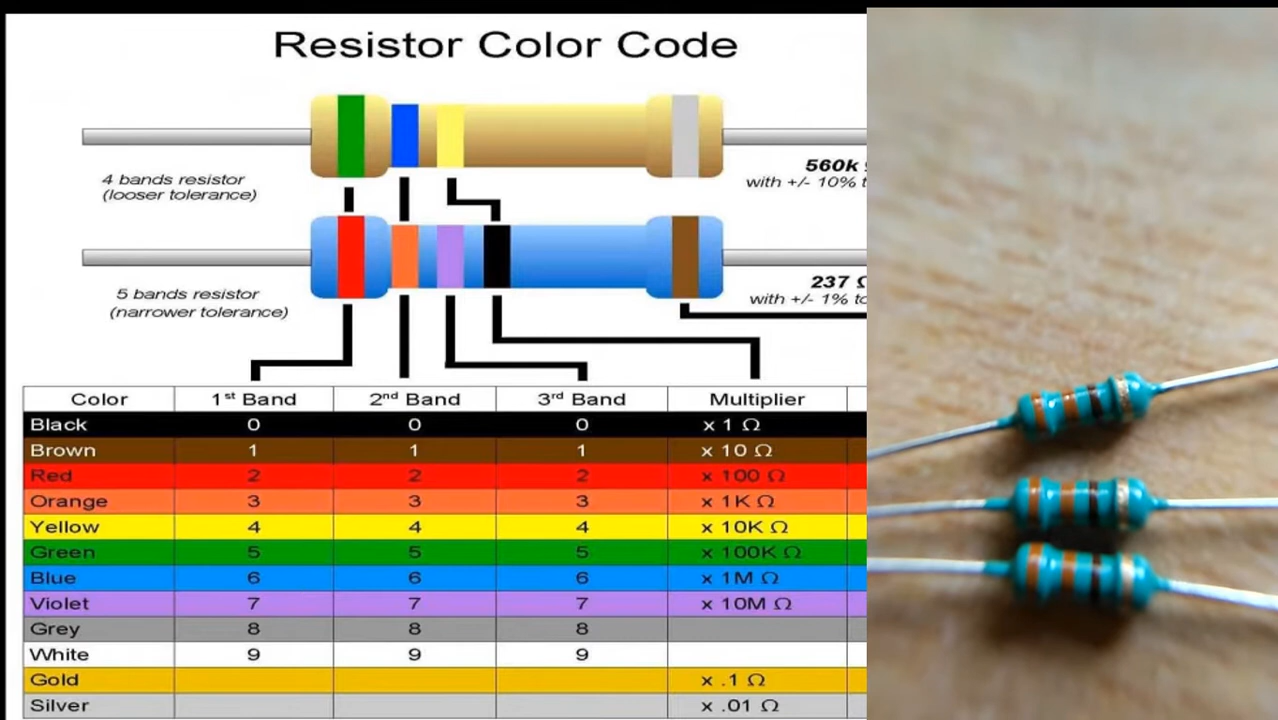 Resistor Color Code
4 bands resistor
(looser tolerance)
560k
with +/- 10% t
5 bands resistor
(narrower tolerance)
237 Ω
with +/- 1% to
Color 1st Band 2nd Band 3rd Band Multiplier
Black 0 0 0 x 1 Ω
Brown 1 1 1 x 10 Ω
Red 2 2 2 x 100 Ω
Orange 3 3 3 x 1K Ω
Yellow 4 4 4 x 10K Ω
Green 5 5 5 x 100K Ω
Blue 6 6 6 x 1M Ω
Violet 7 7 7 x 10M Ω
Grey 8 8 8
White 9 9 9
Gold x .1 Ω
Silver x .01 Ω